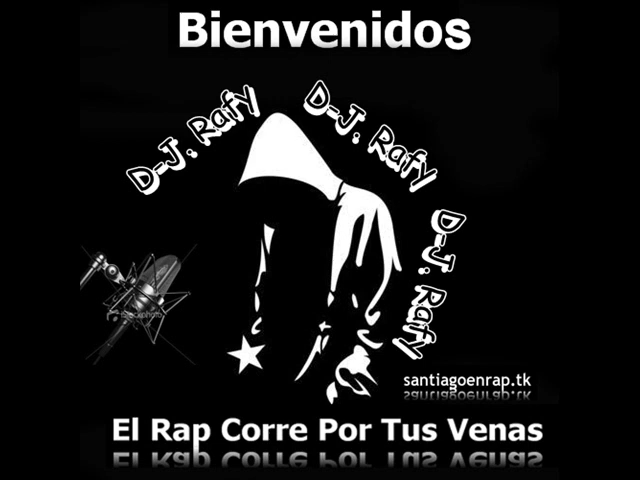 Bienvenidos
D-J. Rafy
D-J. Rafy
D-J. Rafy
santiagoenrap.tk
El Rap Corre Por Tus Venas